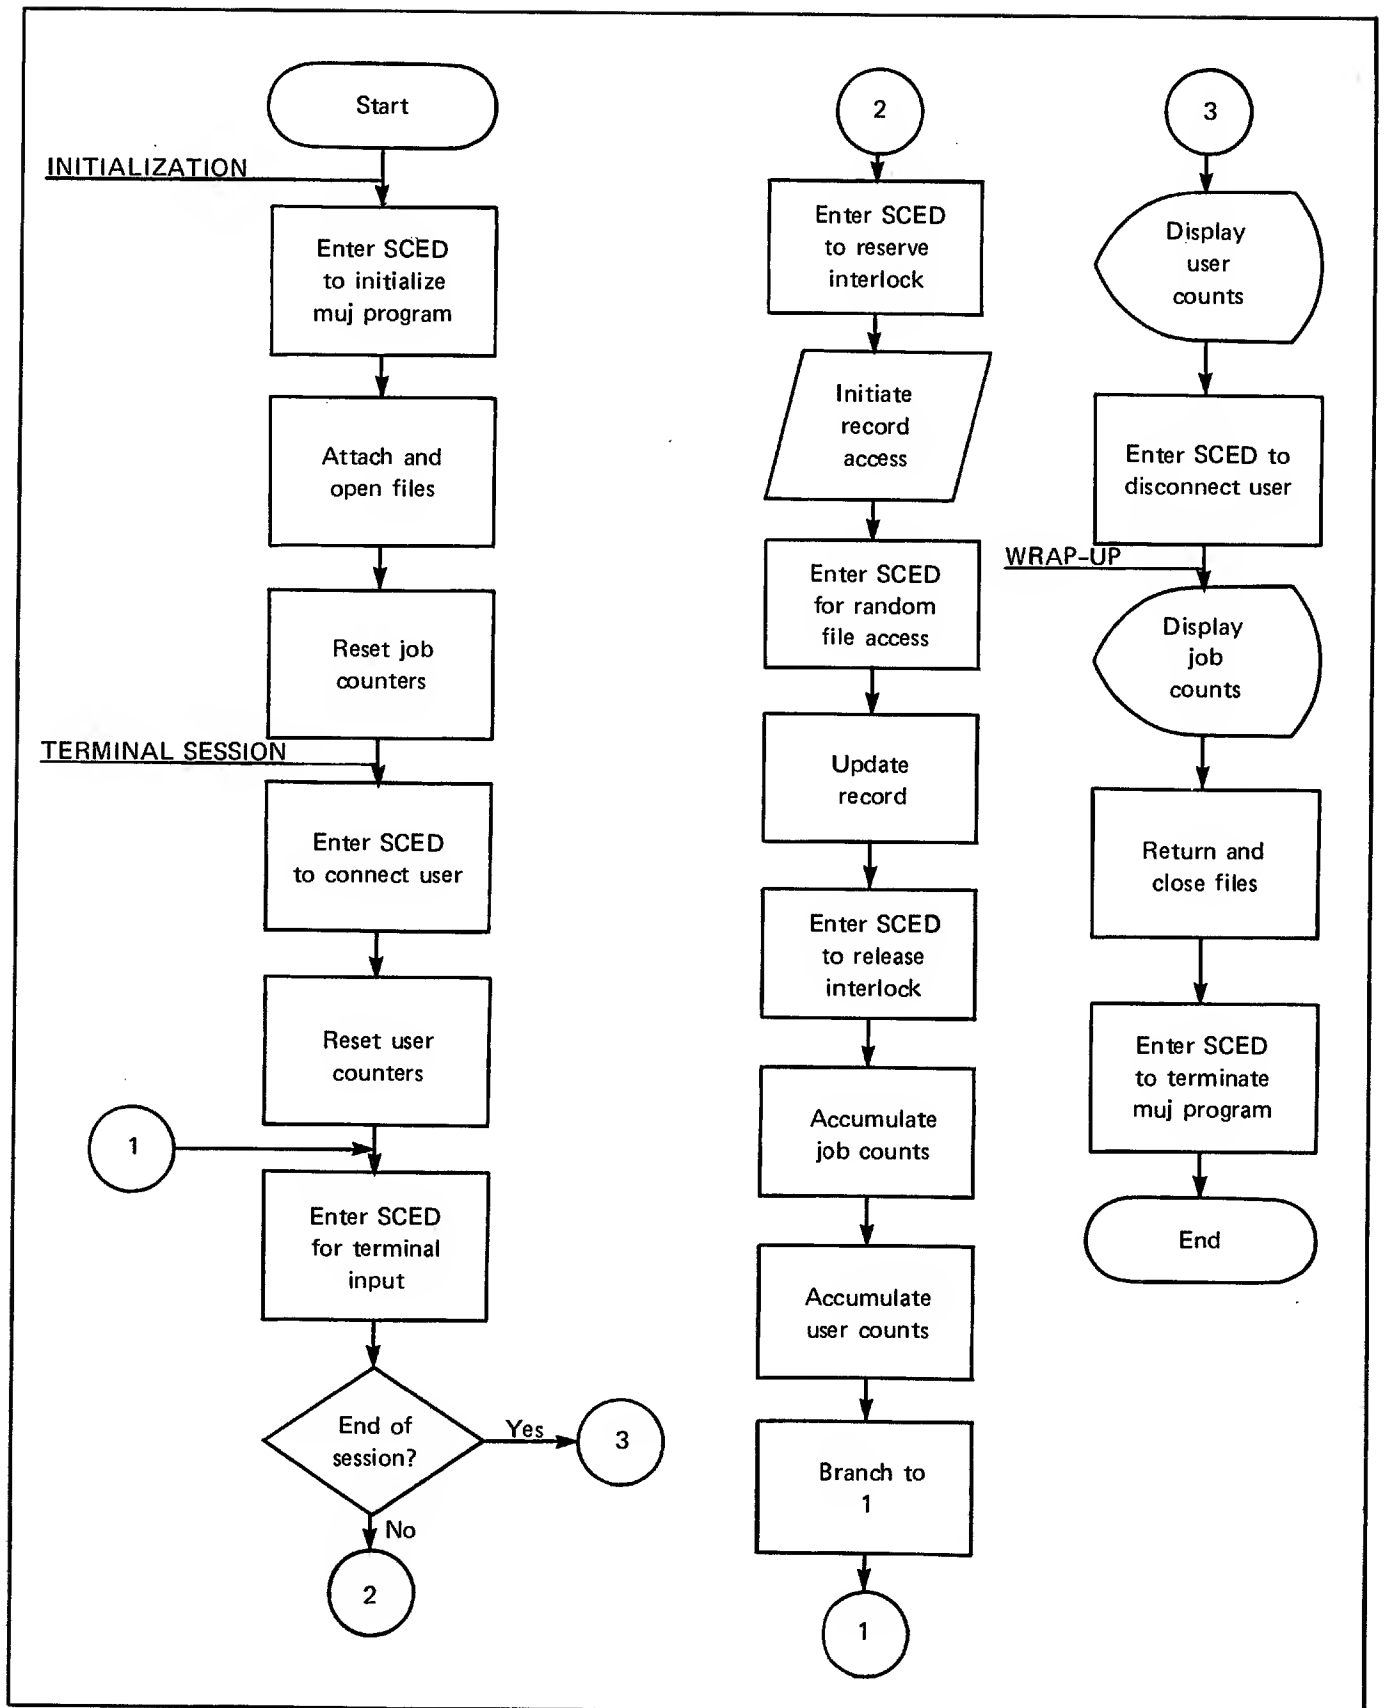 Start
INITIALIZATION
Enter SCED
to initialize
muj program
Attach and
open files
Reset job
counters
TERMINAL SESSION
Enter SCED
to connect user
Reset user
counters
1
Enter SCED
for terminal
input
End of
session?
Yes
3
No
2
2
Enter SCED
to reserve
interlock
Initiate
record
access
Enter SCED
for random
file access
Update
record
Enter SCED
to release
interlock
Accumulate
job counts
Accumulate
user counts
Branch to
1
1
3
Display
user
counts
Enter SCED to
disconnect user
WRAP-UP
Display
job
counts
Return and
close files
Enter SCED
to terminate
muj program
End